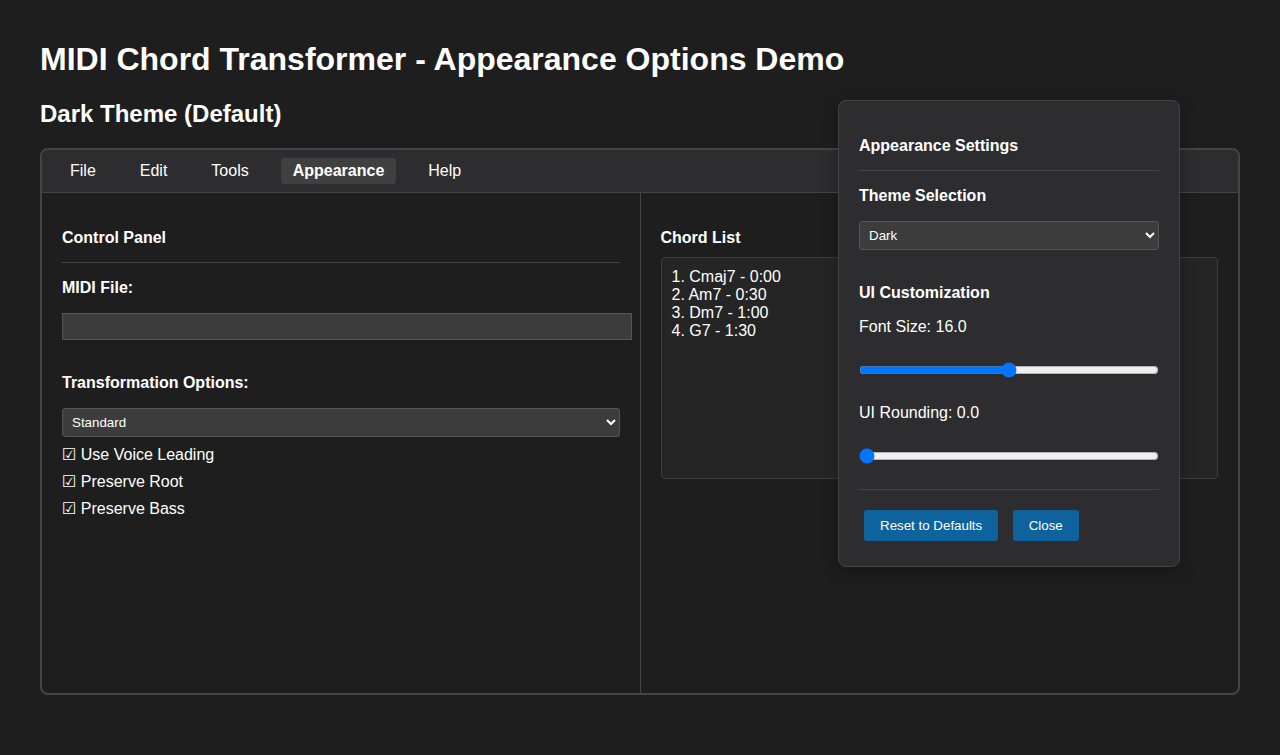 MIDI Chord Transformer - Appearance Options Demo
Dark Theme (Default)
File Edit Tools Appearance Help
Control Panel
MIDI File:
Transformation Options:
Standard
☑ Use Voice Leading
☑ Preserve Root
☑ Preserve Bass
Chord List
1. Cmaj7 - 0:00
2. Am7 - 0:30
3. Dm7 - 1:00
4. G7 - 1:30
Appearance Settings
Theme Selection
Dark
UI Customization
Font Size: 16.0
UI Rounding: 0.0
Reset to Defaults Close